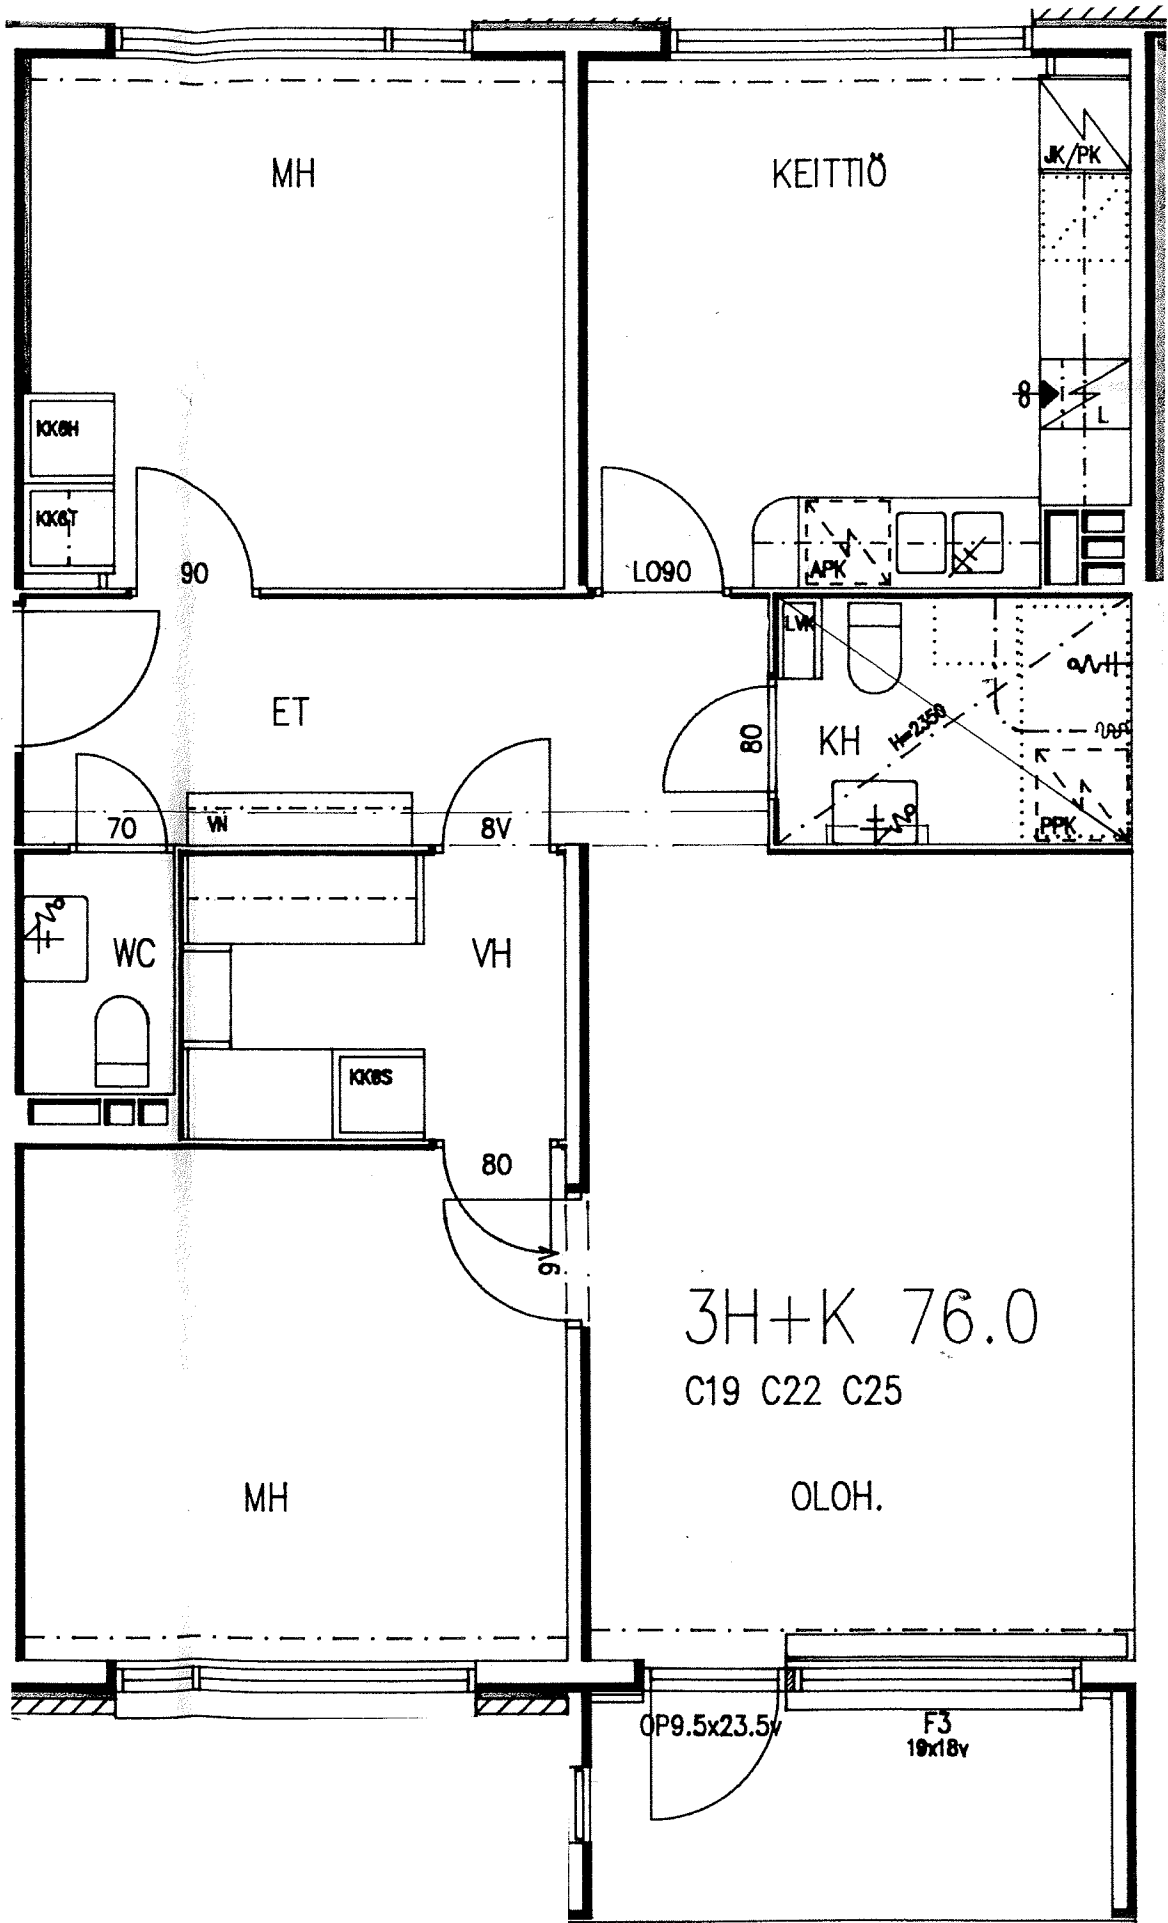 MH
KEITTIÖ
JK/PK
KK6H
L
KK6T
90
LO90
APK
LVK
ET
80
KH
H=2350
70
VN
8V
PPK
WC
VH
KK6S
80
9V
3H+K 76.0
C19 C22 C25
MH
OLOH.
OP9.5x23.5v
F3
19x18v